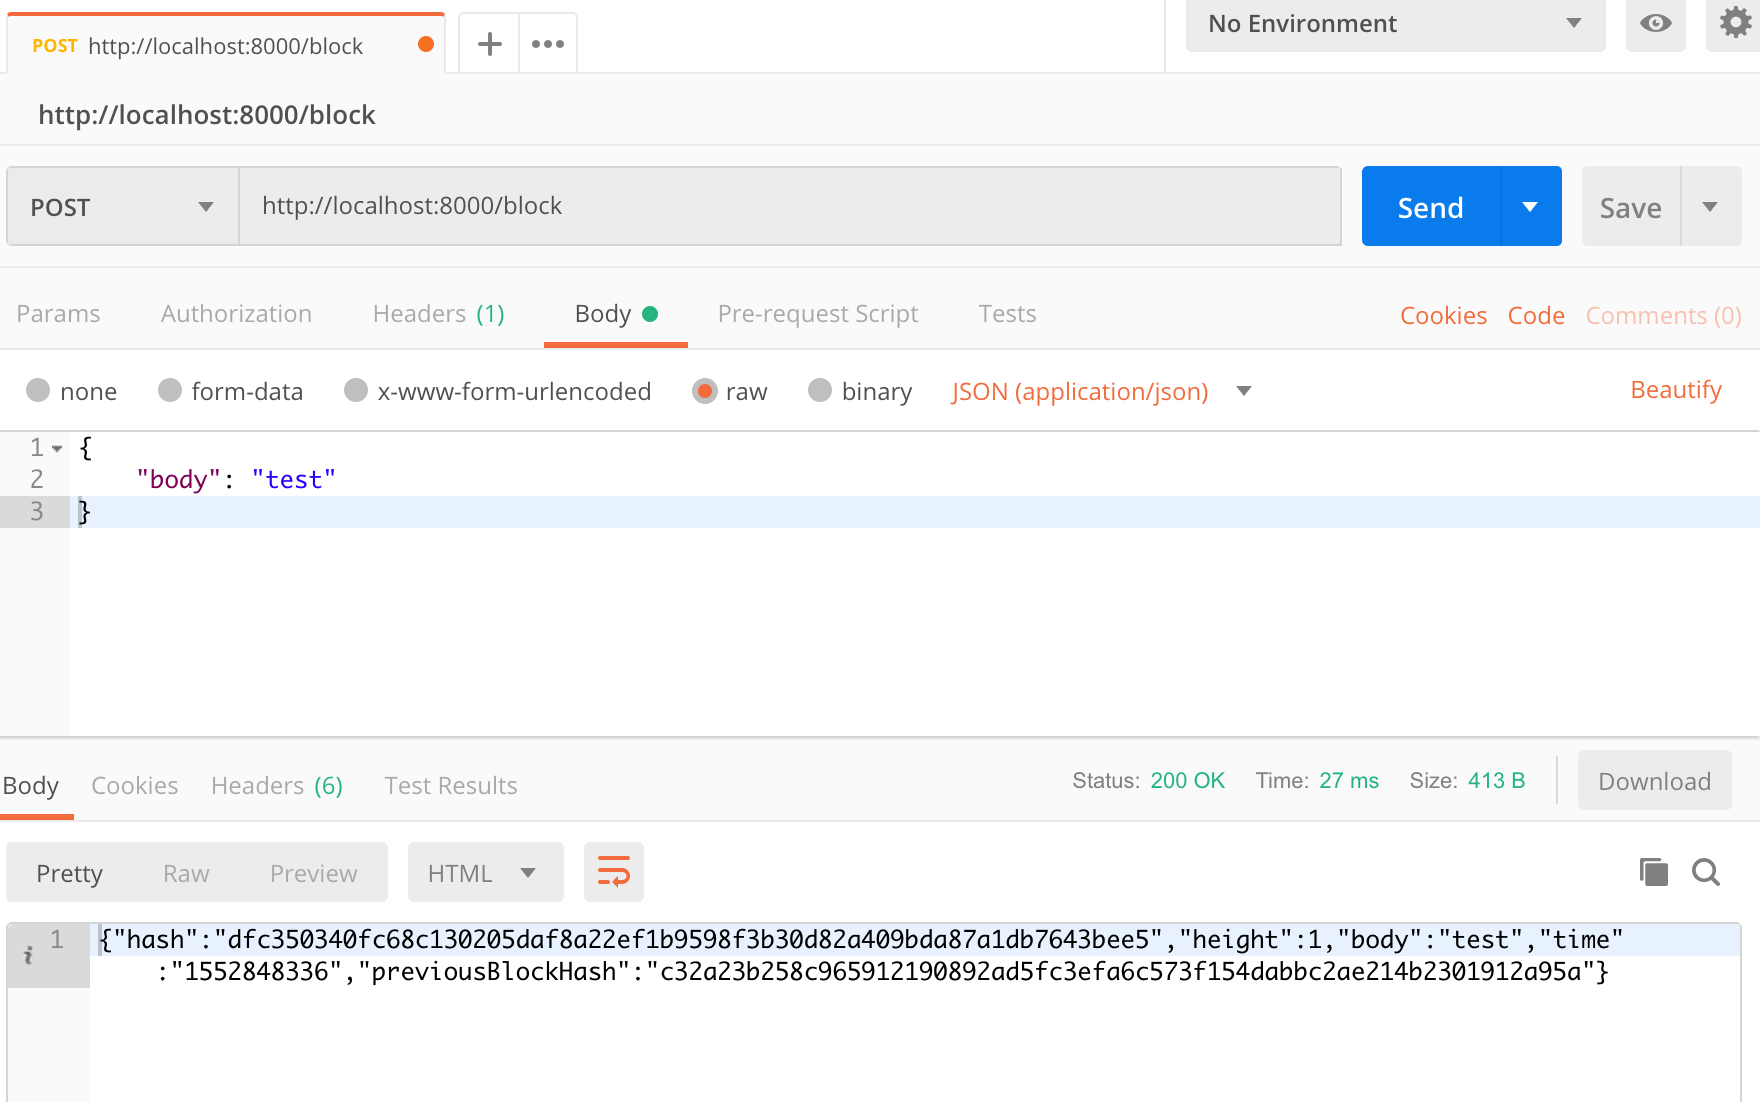 POST http://localhost:8000/block No Environment
http://localhost:8000/block
POST http://localhost:8000/block Send Save
Params Authorization Headers (1) Body Pre-request Script Tests Cookies Code Comments (0)
none form-data x-www-form-urlencoded raw binary JSON (application/json) Beautify
1 {
2 "body": "test"
3 }
Body Cookies Headers (6) Test Results Status: 200 OK Time: 27 ms Size: 413 B Download
Pretty Raw Preview HTML
i 1 {"hash":"dfc350340fc68c130205daf8a22ef1b9598f3b30d82a409bda87a1db7643bee5","height":1,"body":"test","time"
:"1552848336","previousBlockHash":"c32a23b258c965912190892ad5fc3efa6c573f154dabbc2ae214b2301912a95a"}